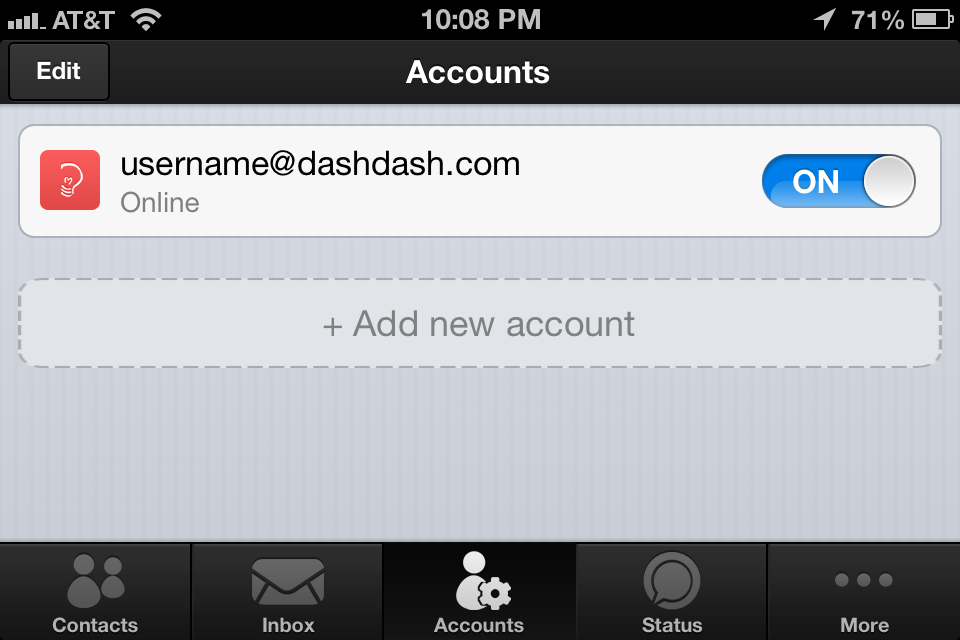 AT&T 10:08 PM 71%
Edit Accounts
username@dashdash.com
Online
ON
+ Add new account
Contacts Inbox Accounts Status More